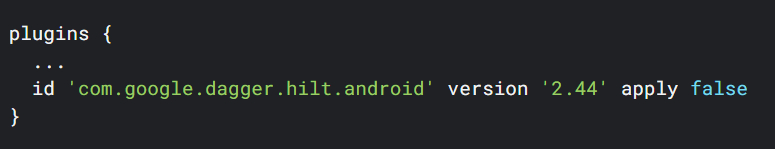 plugins {
  ...
  id 'com.google.dagger.hilt.android' version '2.44' apply false
}